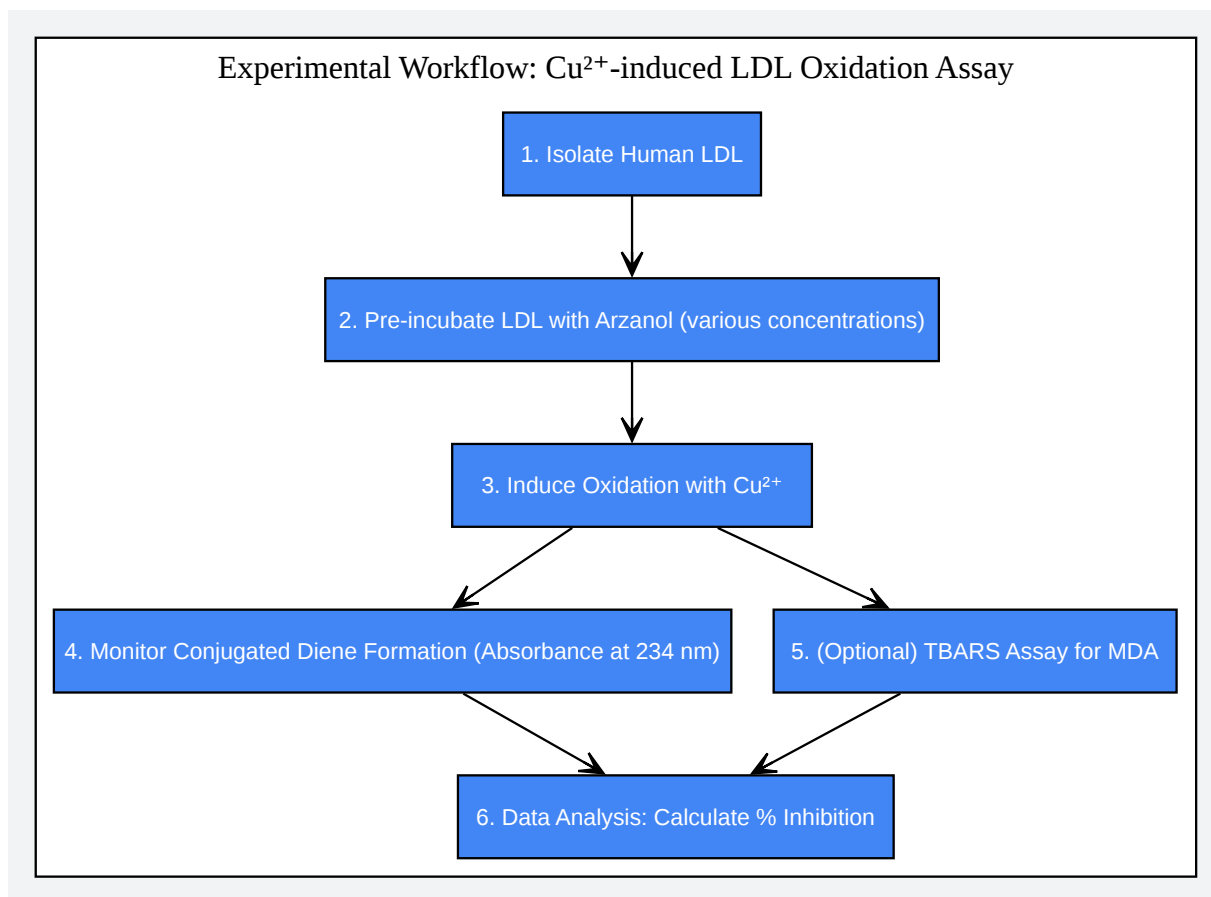 Experimental Workflow: Cu²⁺-induced LDL Oxidation Assay
1. Isolate Human LDL
2. Pre-incubate LDL with Arzanol (various concentrations)
3. Induce Oxidation with Cu²⁺
4. Monitor Conjugated Diene Formation (Absorbance at 234 nm)
5. (Optional) TBARS Assay for MDA
6. Data Analysis: Calculate % Inhibition